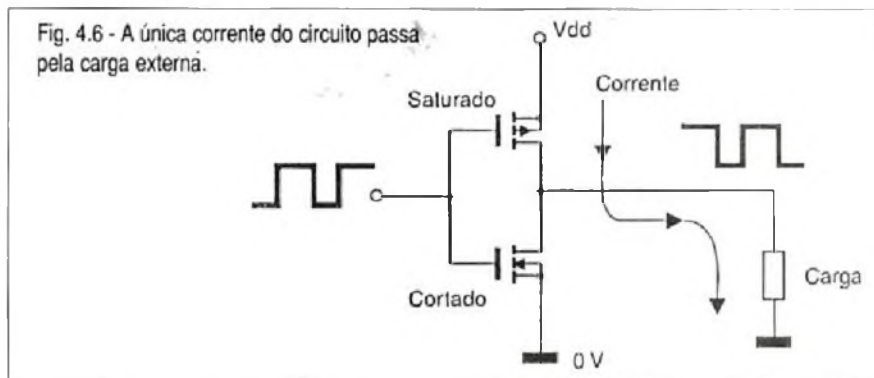 Fig. 4.6 - A única corrente do circuito passa
pela carga externa.
Vdd
Corrente
Saturado
Cortado
Carga
0 V